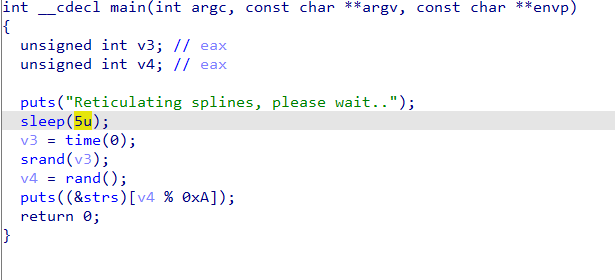 int __cdecl main(int argc, const char **argv, const char **envp)
{
  unsigned int v3; // eax
  unsigned int v4; // eax

  puts("Reticulating splines, please wait..");
  sleep(5u);
  v3 = time(0);
  srand(v3);
  v4 = rand();
  puts((&strs)[v4 % 0xA]);
  return 0;
}